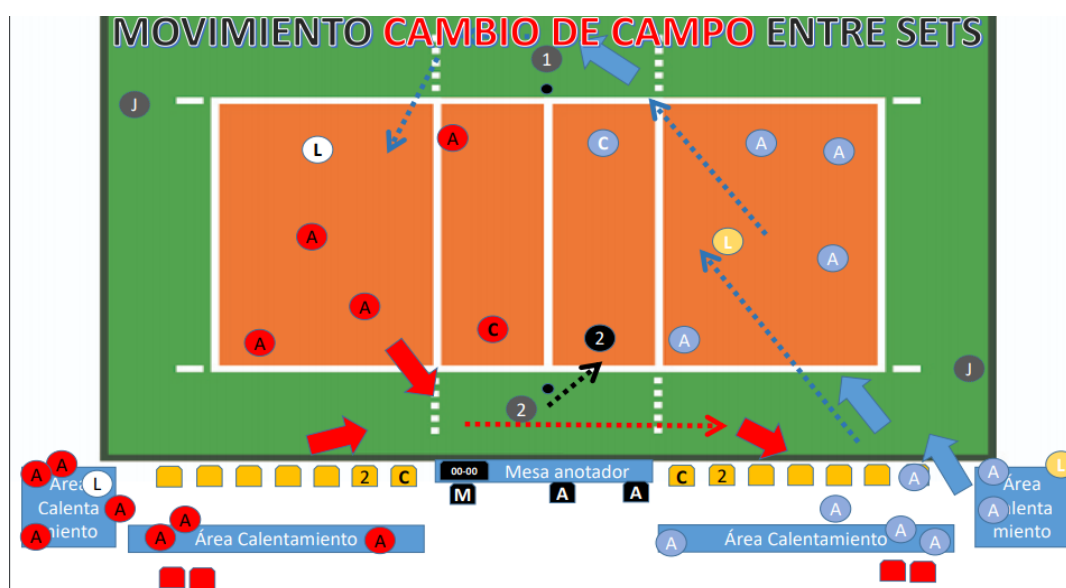 MOVIMIENTO CAMBIO DE CAMPO ENTRE SETS
1
J
L
A
C
A
A
A
L
A
A
A
C
2
A
A
J
2
A
A
L
A
A
Área
Calenta
miento
2
C
00-00
Mesa anotador
M
A
A
C
2
A
A
A
L
Área
Calenta
miento
A
A
Área Calentamiento
A
A
A
Área Calentamiento
A
A